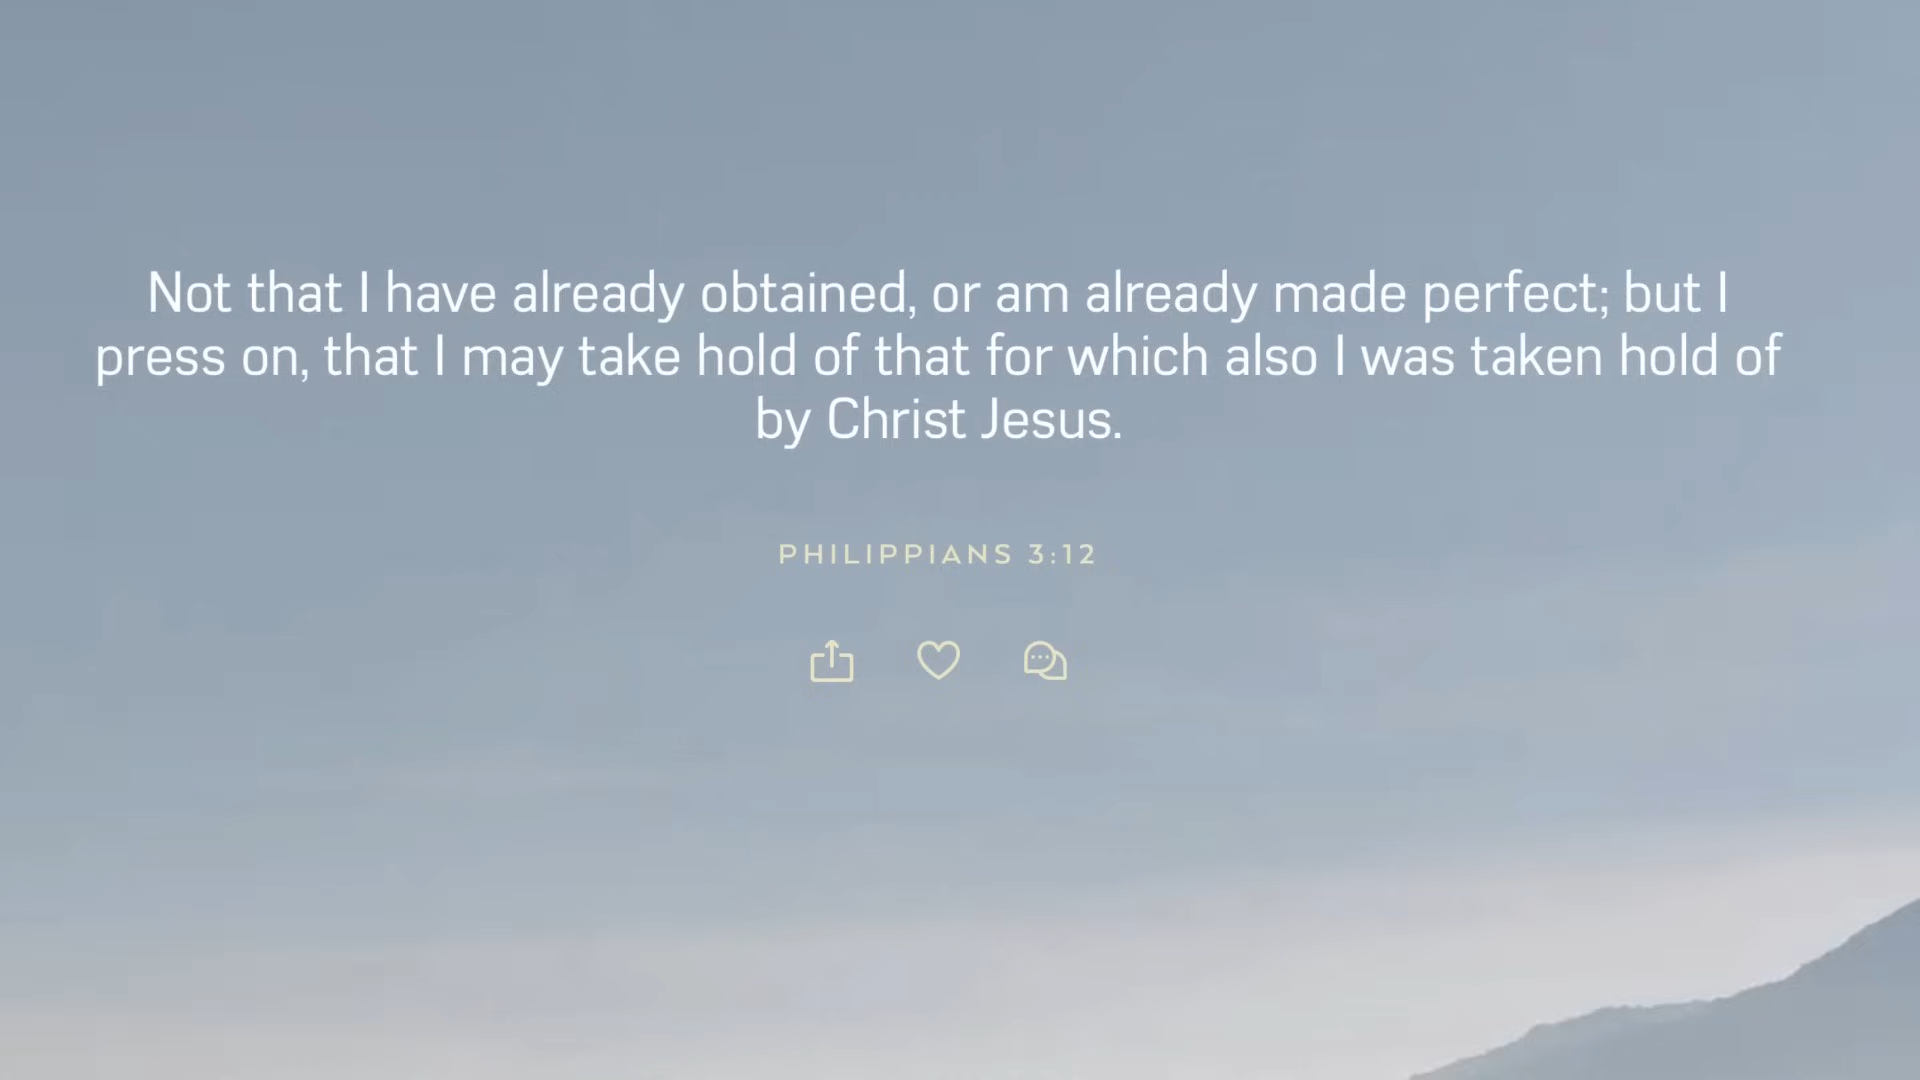 Not that I have already obtained, or am already made perfect; but I
press on, that I may take hold of that for which also I was taken hold of
by Christ Jesus.
PHILIPPIANS 3:12